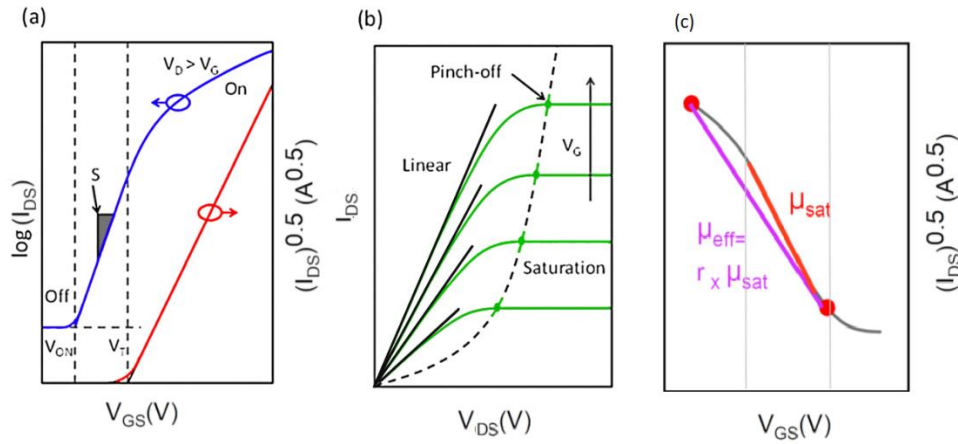 (a)
V_D > V_G
On
S
Off
V_ON
V_T
log (I_DS)
(I_DS)^0.5 (A^0.5)
V_GS(V)
(b)
Pinch-off
Linear
V_G
Saturation
I_DS
V_DS(V)
(c)
μ_sat
μ_eff=
r x μ_sat
(I_DS)^0.5 (A^0.5)
V_GS(V)